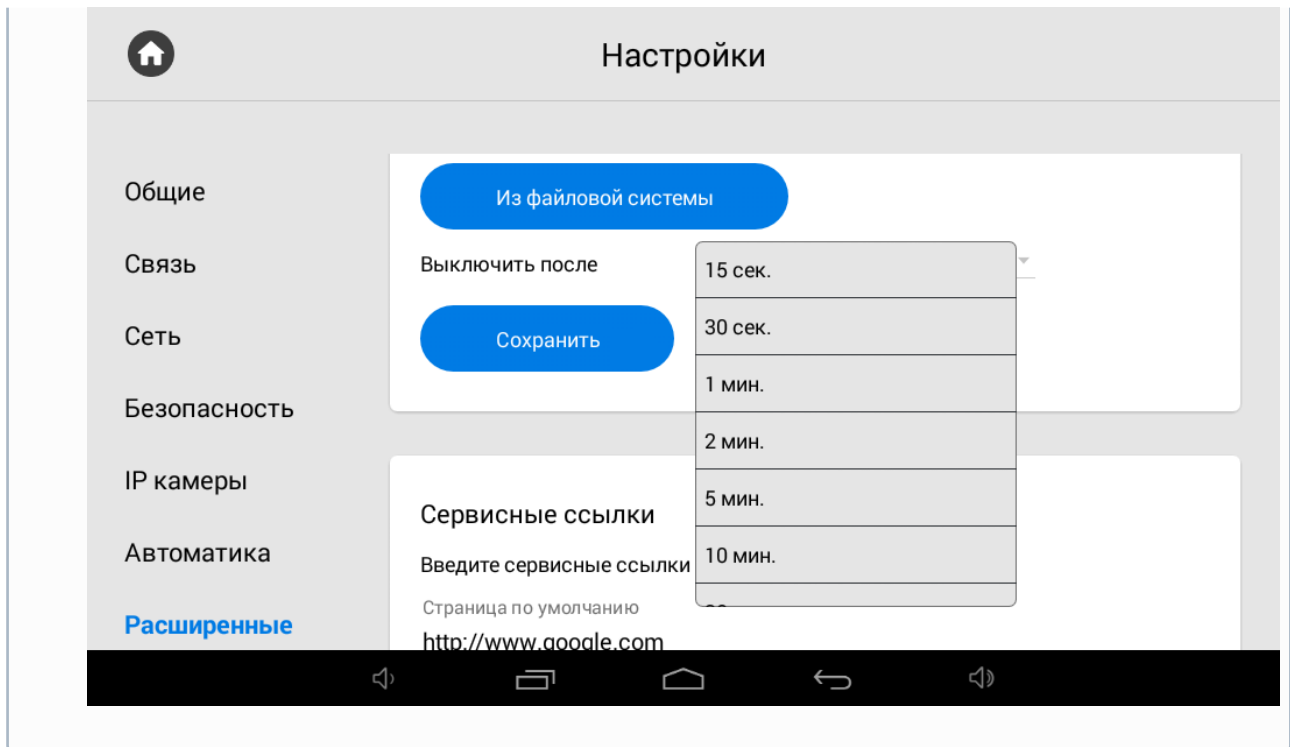 Настройки
Общие
Связь
Сеть
Безопасность
IP камеры
Автоматика
Расширенные
Из файловой системы
Выключить после
15 сек.
30 сек.
1 мин.
2 мин.
5 мин.
10 мин.
Сохранить
Сервисные ссылки
Введите сервисные ссылки
Страница по умолчанию
http://www.google.com